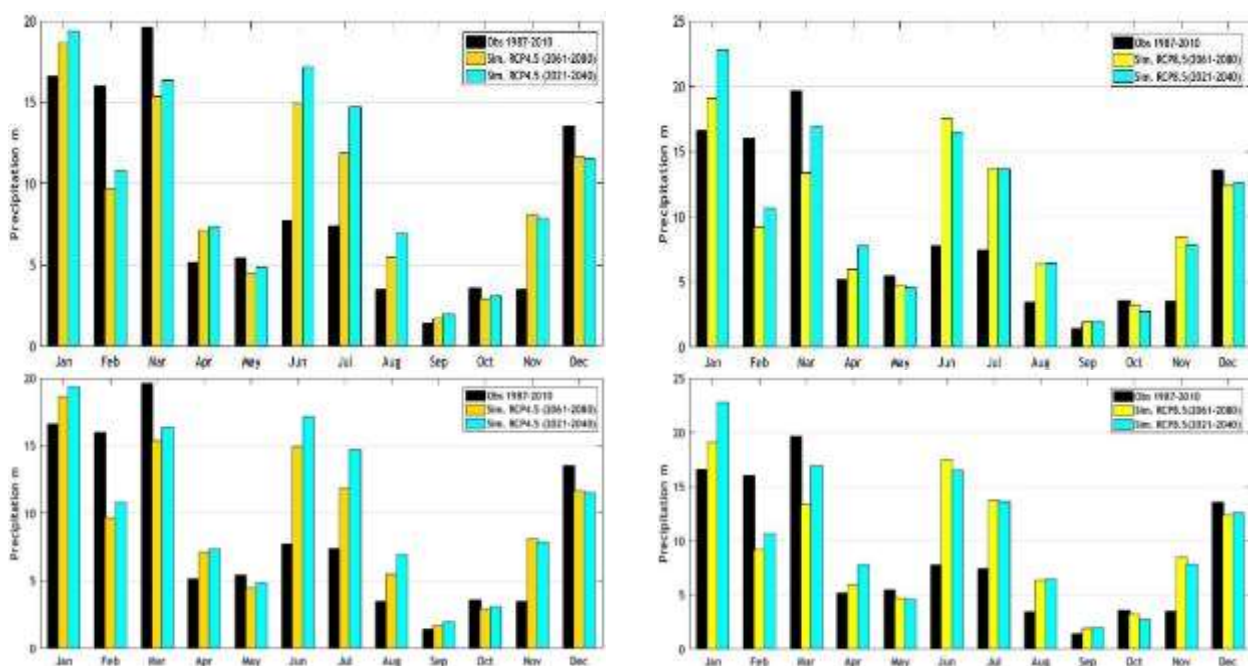 20
15
10
5
0
Precipitation m
Obs 1987-2010
Sim. RCP4.5 (2061-2080)
Sim. RCP4.5 (2021-2040)
Jan Feb Mar Apr May Jun Jul Aug Sep Oct Nov Dec
25
20
15
10
5
0
Precipitation m
Obs 1987-2010
Sim. RCP8.5(2061-2080)
Sim. RCP8.5(2021-2040)
Jan Feb Mar Apr May Jun Jul Aug Sep Oct Nov Dec
20
15
10
5
0
Precipitation m
Obs 1987-2010
Sim. RCP4.5 (2061-2080)
Sim. RCP4.5 (2021-2040)
Jan Feb Mar Apr May Jun Jul Aug Sep Oct Nov Dec
25
20
15
10
5
0
Precipitation m
Obs 1987-2010
Sim. RCP8.5(2061-2080)
Sim. RCP8.5(2021-2040)
Jan Feb Mar Apr May Jun Jul Aug Sep Oct Nov Dec